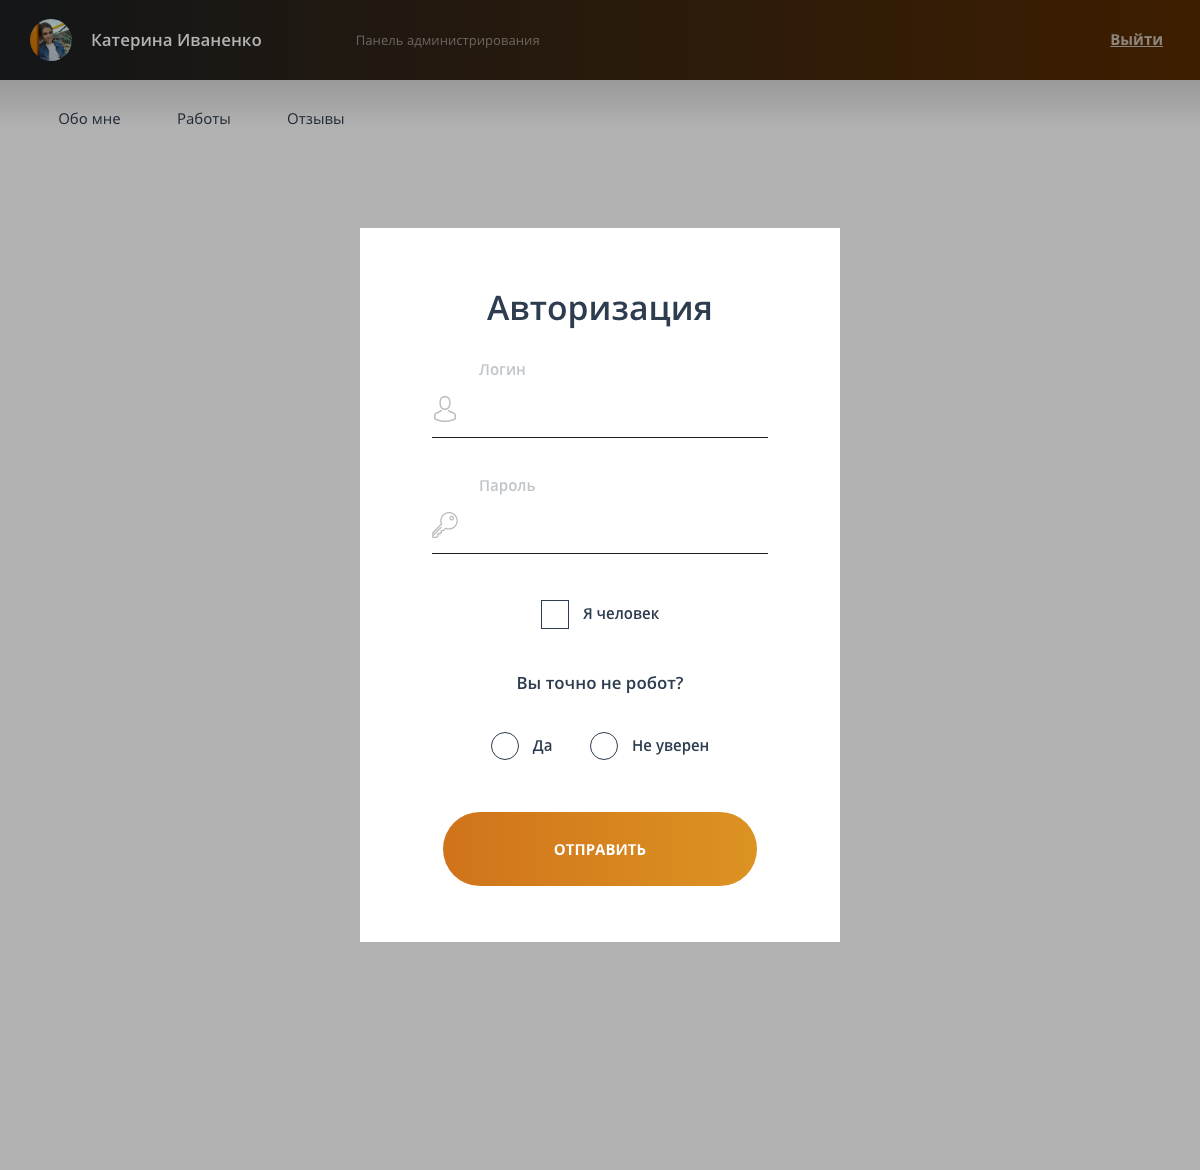 Катерина Иваненко
Панель администрирования
Выйти
Обо мне
Работы
Отзывы
Авторизация
Логин
Пароль
Я человек
Вы точно не робот?
Да
Не уверен
ОТПРАВИТЬ